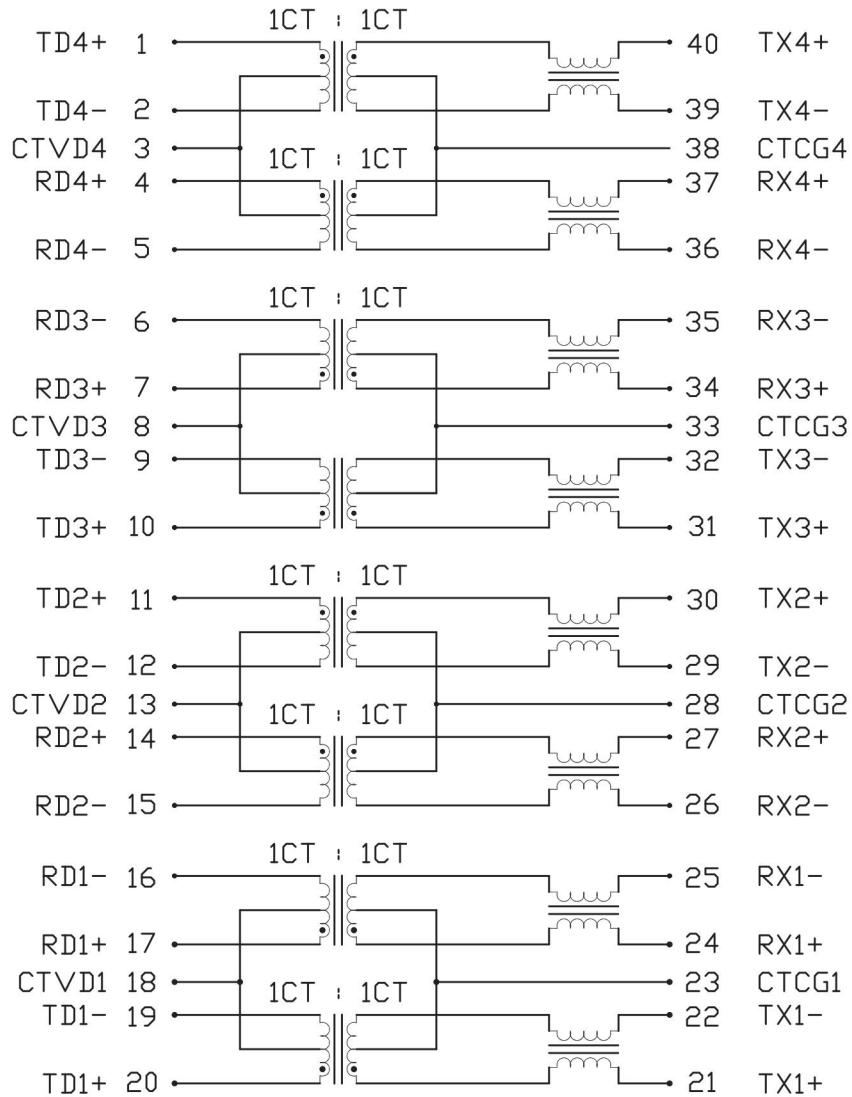 1CT : 1CT
TD4+ 1 40 TX4+
TD4- 2 39 TX4-
CTVD4 3 38 CTCG4
1CT : 1CT
RD4+ 4 37 RX4+
RD4- 5 36 RX4-
1CT : 1CT
RD3- 6 35 RX3-
RD3+ 7 34 RX3+
CTVD3 8 33 CTCG3
TD3- 9 32 TX3-
TD3+ 10 31 TX3+
1CT : 1CT
TD2+ 11 30 TX2+
TD2- 12 29 TX2-
CTVD2 13 28 CTCG2
1CT : 1CT
RD2+ 14 27 RX2+
RD2- 15 26 RX2-
1CT : 1CT
RD1- 16 25 RX1-
RD1+ 17 24 RX1+
CTVD1 18 23 CTCG1
1CT : 1CT
TD1- 19 22 TX1-
TD1+ 20 21 TX1+